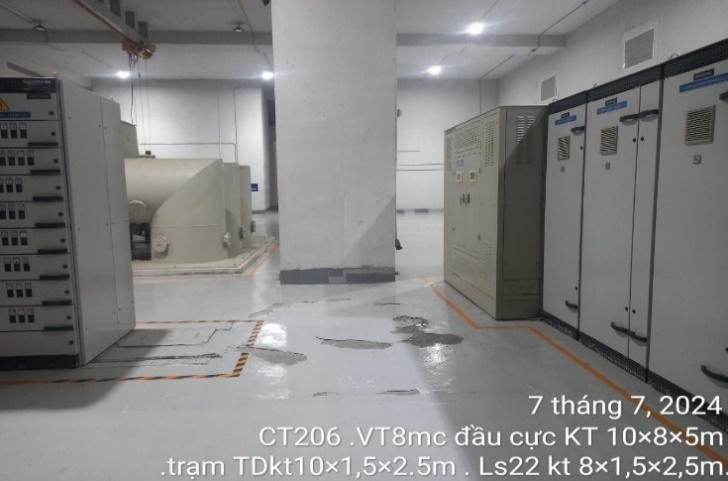 7 tháng 7, 2024
CT206 .VT8mc đầu cực KT 10×8×5m
.trạm TDkt10×1,5×2.5m . Ls22 kt 8×1,5×2,5m.